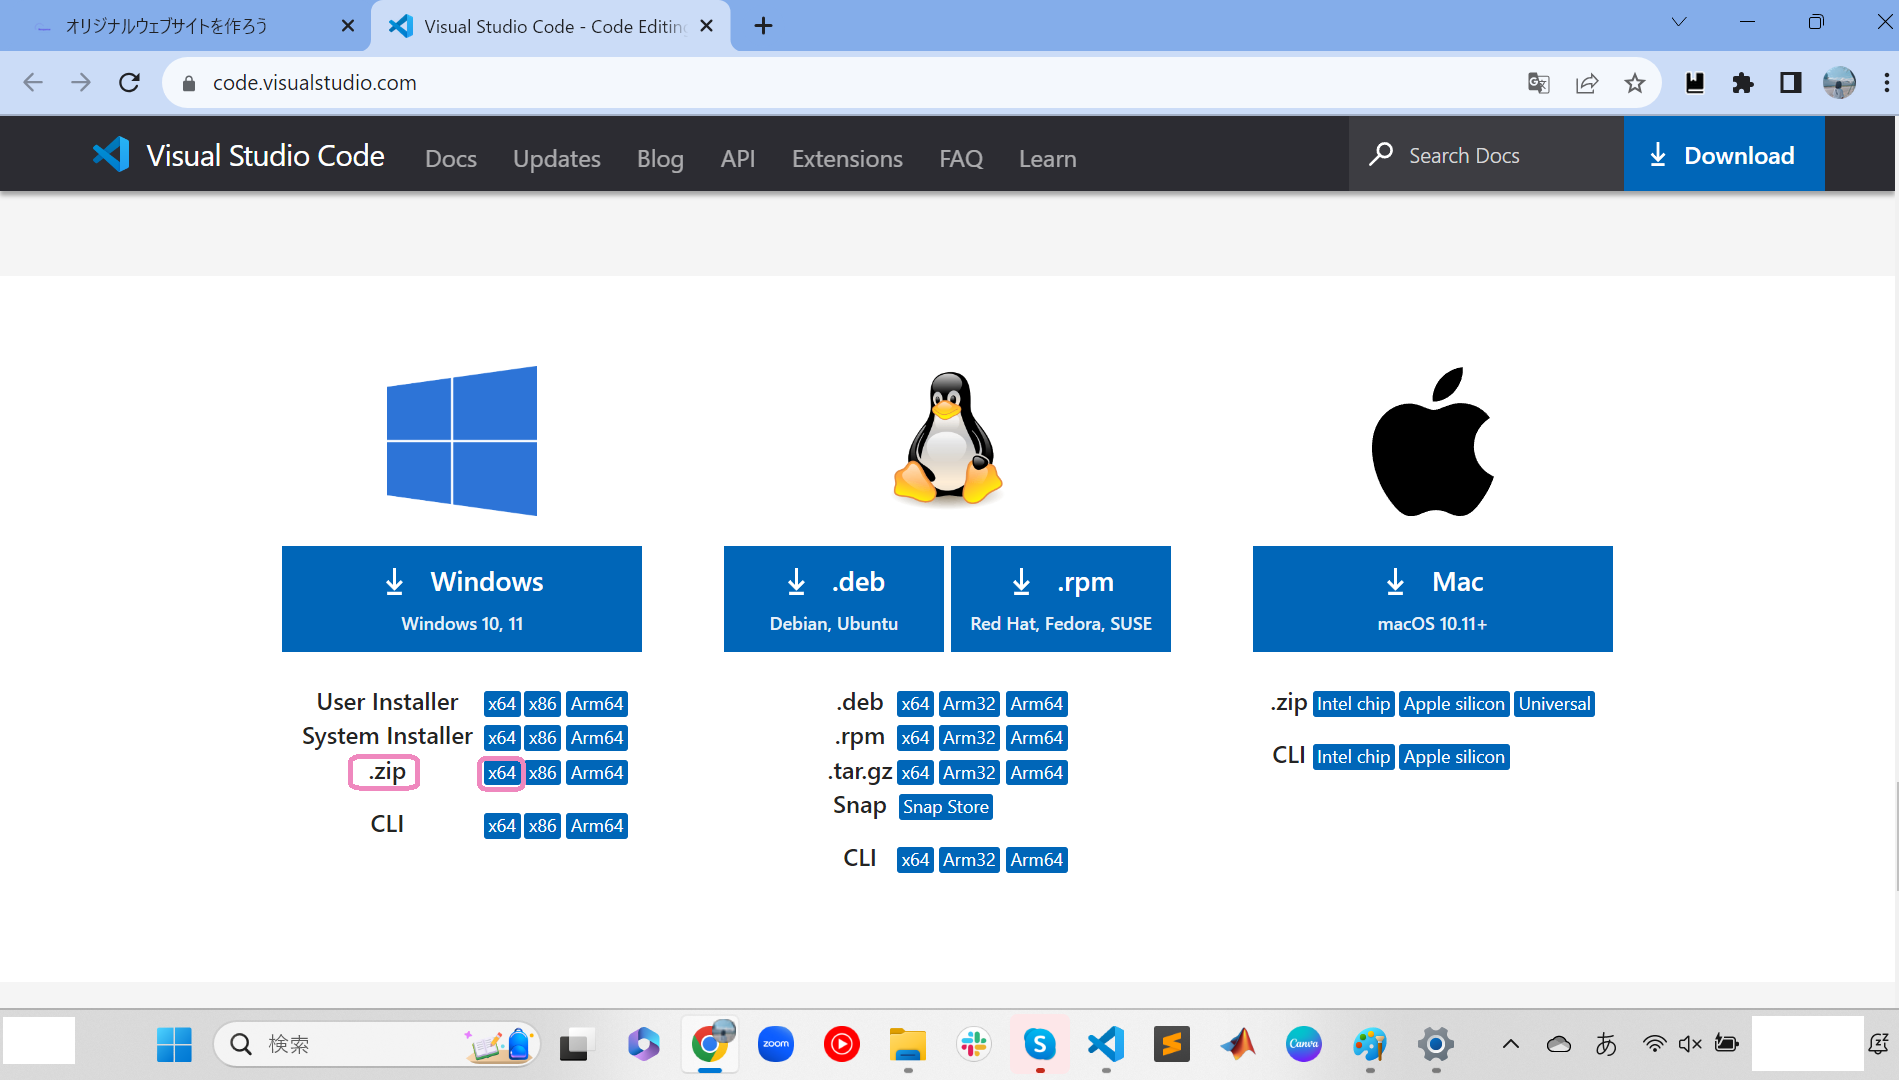 オリジナルウェブサイトを作ろう
Visual Studio Code - Code Editing
code.visualstudio.com
Visual Studio Code Docs Updates Blog API Extensions FAQ Learn Search Docs Download
Windows
Windows 10, 11
.deb
Debian, Ubuntu
.rpm
Red Hat, Fedora, SUSE
Mac
macOS 10.11+
User Installer x64 x86 Arm64
System Installer x64 x86 Arm64
.zip x64 x86 Arm64
CLI x64 x86 Arm64
.deb x64 Arm32 Arm64
.rpm x64 Arm32 Arm64
.tar.gz x64 Arm32 Arm64
Snap Snap Store
CLI x64 Arm32 Arm64
.zip Intel chip Apple silicon Universal
CLI Intel chip Apple silicon
検索
zoom
S
Canva
あ